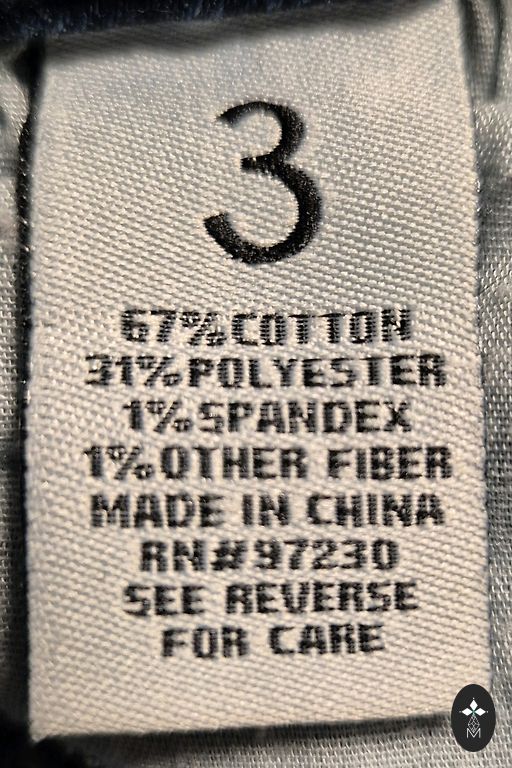 3
67% COTTON
31% POLYESTER
1% SPANDEX
1% OTHER FIBER
MADE IN CHINA
RN#97230
SEE REVERSE
FOR CARE
M